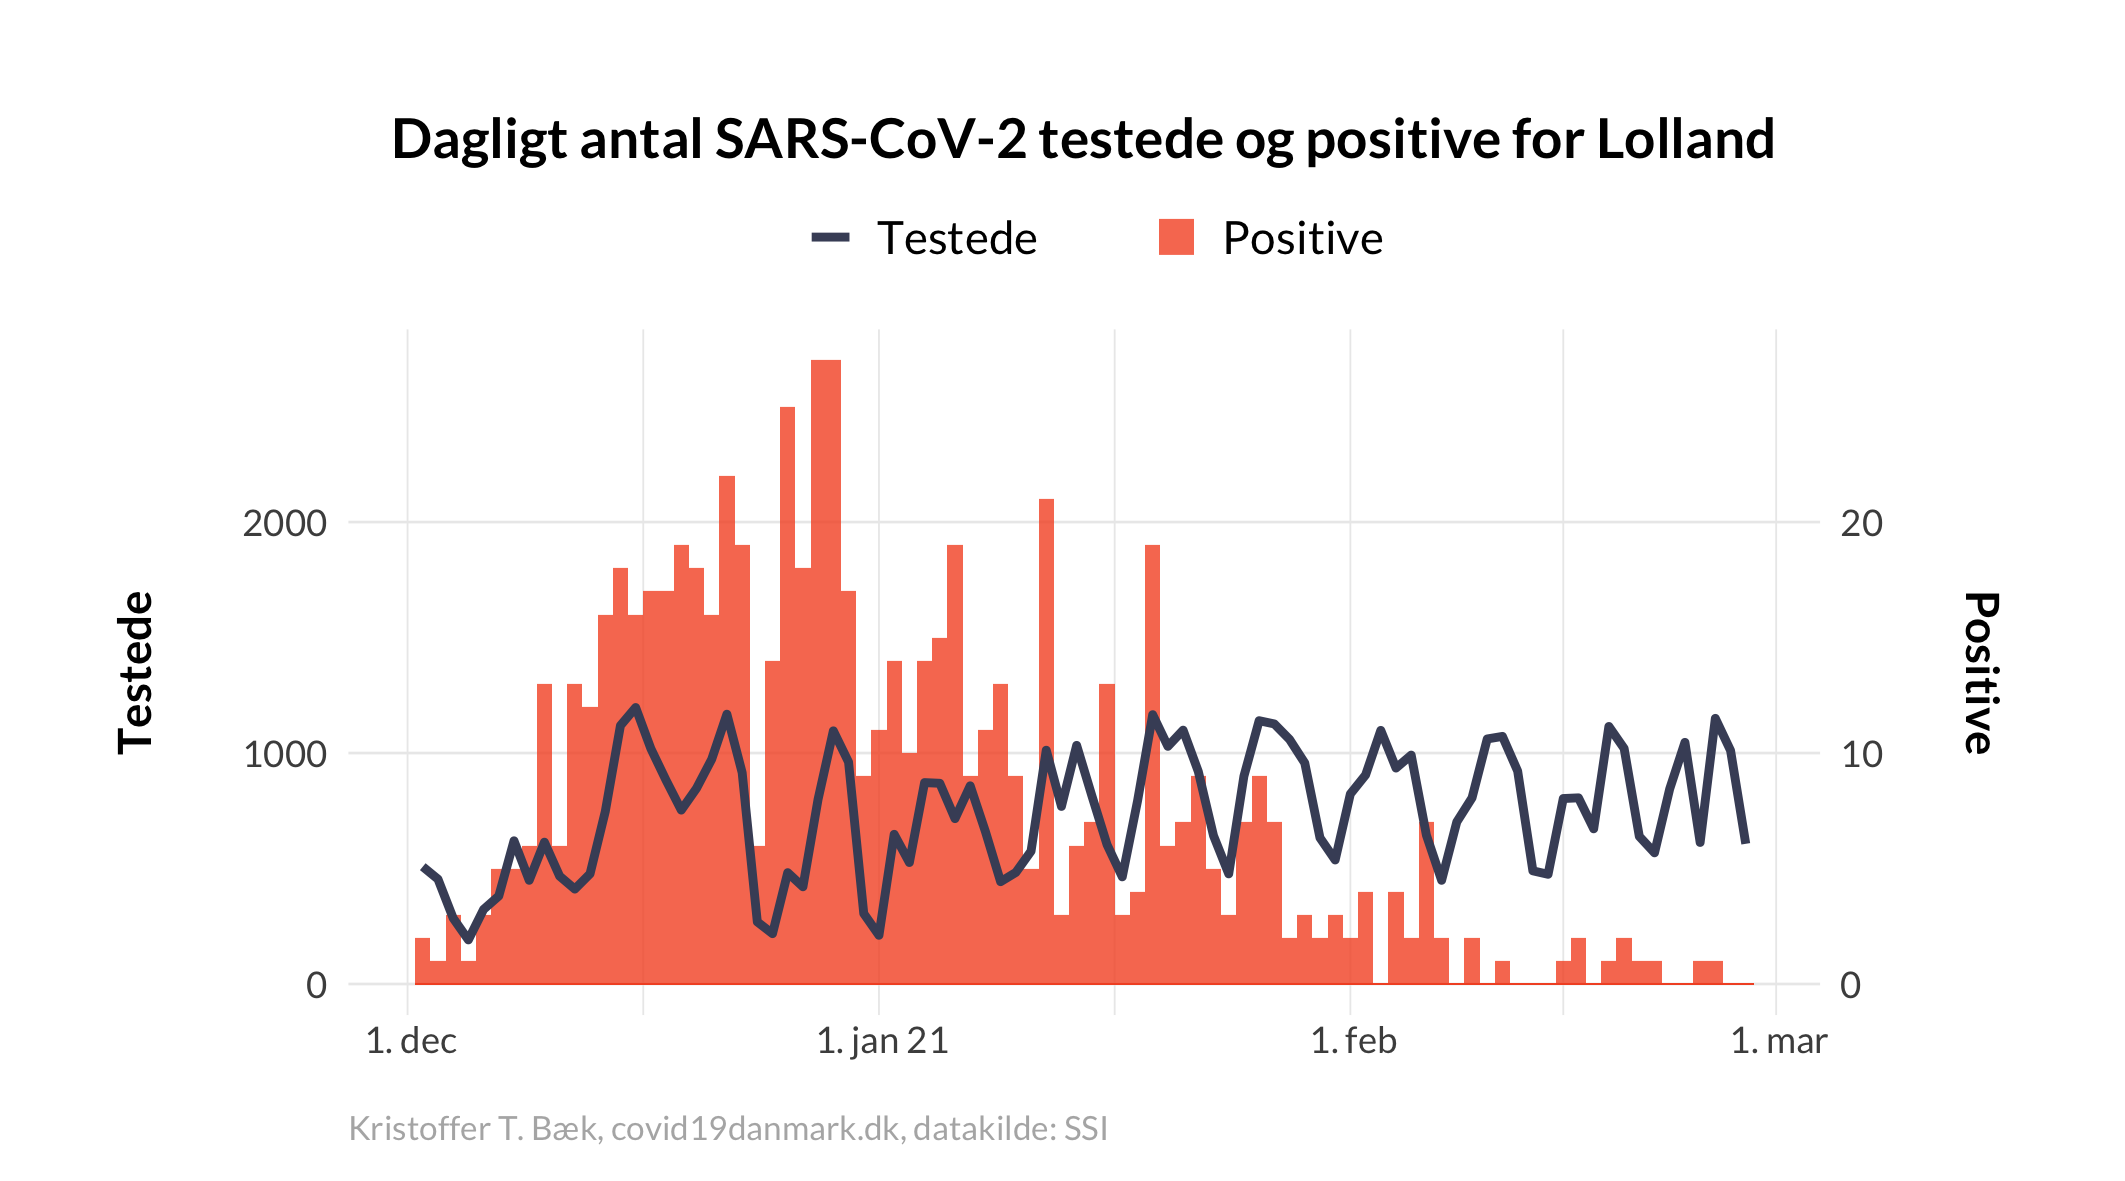 Dagligt antal SARS-CoV-2 testede og positive for Lolland
Testede
Positive
2000
1000
0
20
10
0
Testede
Positive
1. dec
1. jan 21
1. feb
1. mar
Kristoffer T. Bæk, covid19danmark.dk, datakilde: SSI